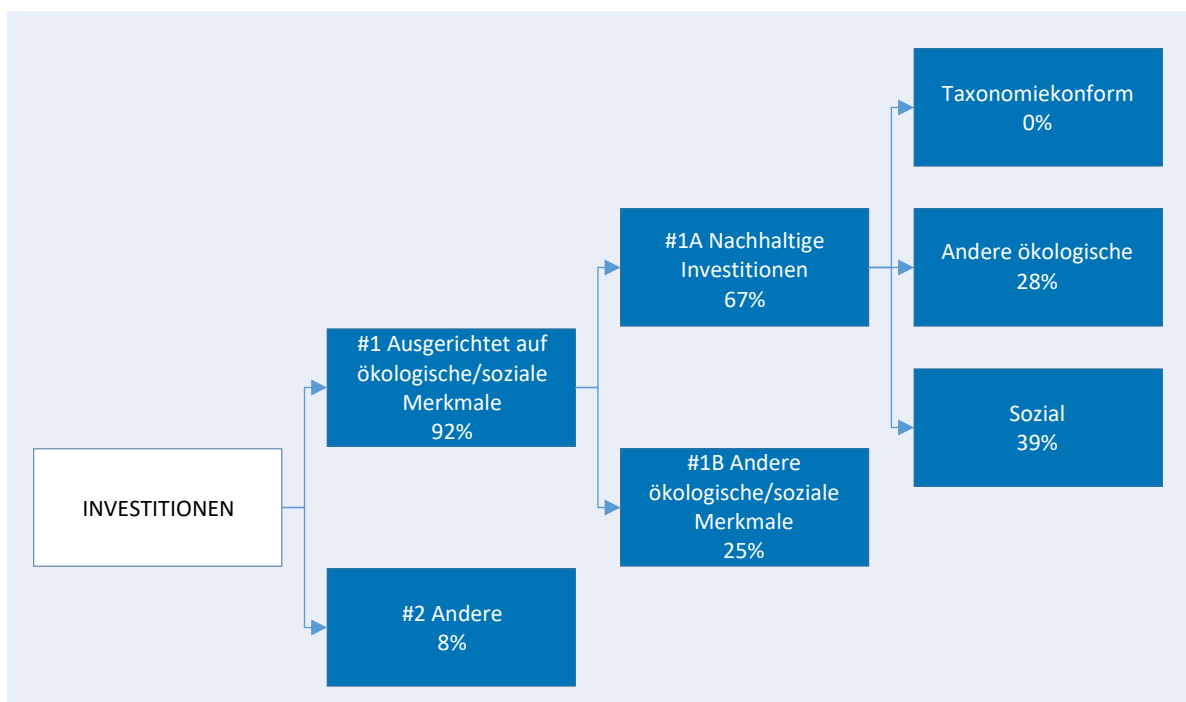 INVESTITIONEN
#1 Ausgerichtet auf
ökologische/soziale
Merkmale
92%
#2 Andere
8%
#1A Nachhaltige
Investitionen
67%
#1B Andere
ökologische/soziale
Merkmale
25%
Taxonomiekonform
0%
Andere ökologische
28%
Sozial
39%